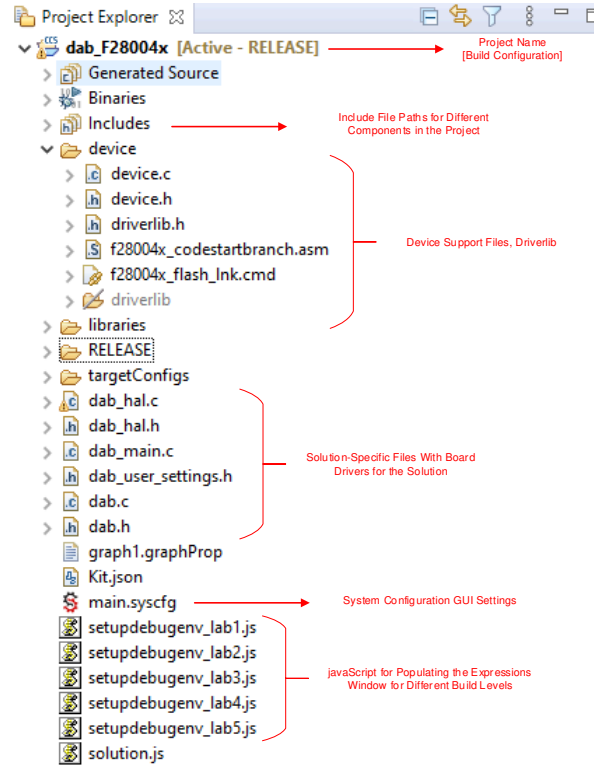 Project Explorer
dab_F28004x [Active - RELEASE]
Project Name
[Build Configuration]
Generated Source
Binaries
Includes
Include File Paths for Different
Components in the Project
device
device.c
device.h
driverlib.h
f28004x_codestartbranch.asm
Device Support Files, Driverlib
f28004x_flash_lnk.cmd
driverlib
libraries
RELEASE
targetConfigs
dab_hal.c
dab_hal.h
dab_main.c
Solution-Specific Files With Board
Drivers for the Solution
dab_user_settings.h
dab.c
dab.h
graph1.graphProp
Kit.json
main.syscfg
System Configuration GUI Settings
setupdebugenv_lab1.js
setupdebugenv_lab2.js
setupdebugenv_lab3.js
javaScript for Populating the Expressions
Window for Different Build Levels
setupdebugenv_lab4.js
setupdebugenv_lab5.js
solution.js